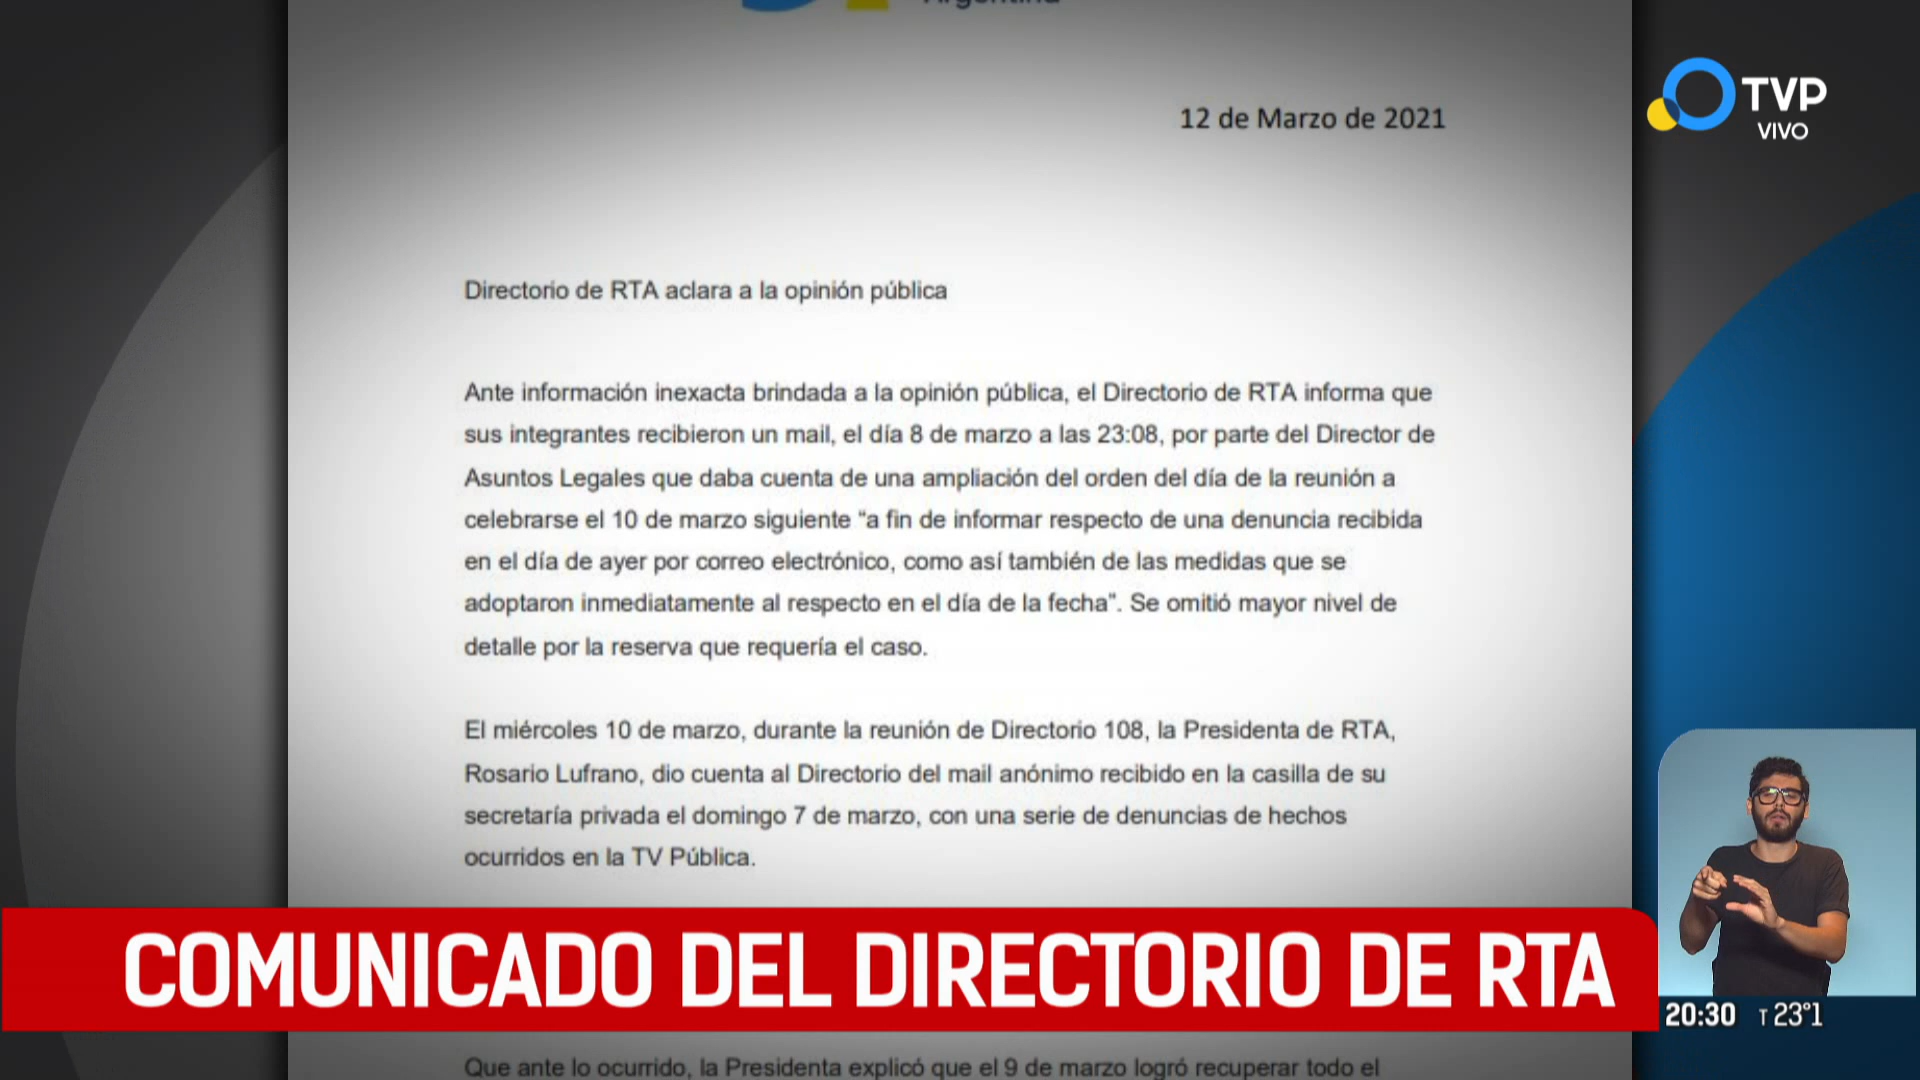 Argentina
12 de Marzo de 2021
TVP
VIVO
Directorio de RTA aclara a la opinión pública
Ante información inexacta brindada a la opinión pública, el Directorio de RTA informa que
sus integrantes recibieron un mail, el día 8 de marzo a las 23:08, por parte del Director de
Asuntos Legales que daba cuenta de una ampliación del orden del día de la reunión a
celebrarse el 10 de marzo siguiente “a fin de informar respecto de una denuncia recibida
en el día de ayer por correo electrónico, como así también de las medidas que se
adoptaron inmediatamente al respecto en el día de la fecha”. Se omitió mayor nivel de
detalle por la reserva que requería el caso.
El miércoles 10 de marzo, durante la reunión de Directorio 108, la Presidenta de RTA,
Rosario Lufrano, dio cuenta al Directorio del mail anónimo recibido en la casilla de su
secretaría privada el domingo 7 de marzo, con una serie de denuncias de hechos
ocurridos en la TV Pública.
COMUNICADO DEL DIRECTORIO DE RTA
20:30 T 23°1
Que ante lo ocurrido, la Presidenta explicó que el 9 de marzo logró recuperar todo el